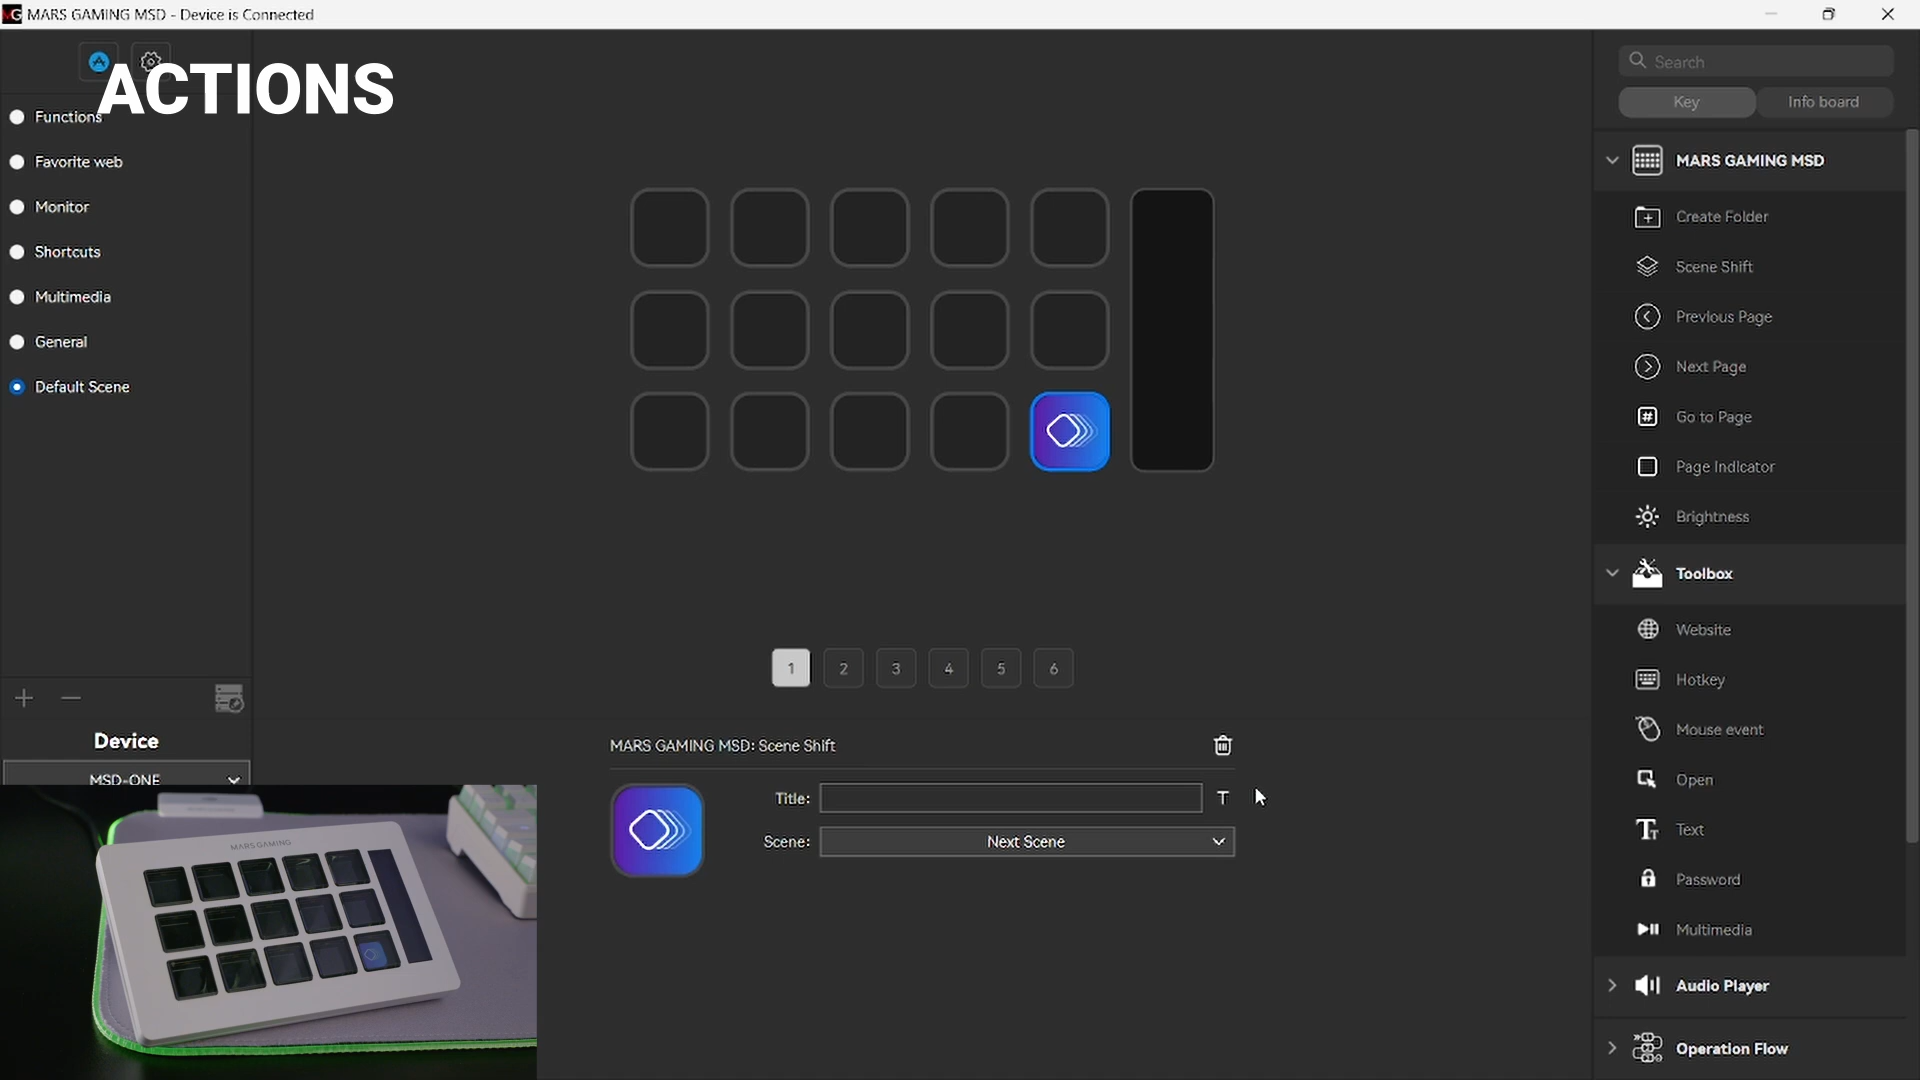 MARS GAMING MSD - Device is Connected
ACTIONS
Functions
Favorite web
Monitor
Shortcuts
Multimedia
General
Default Scene
Device
MSD-ONE
1
2
3
4
5
6
MARS GAMING MSD: Scene Shift
Title:
T
Scene:
Next Scene
Search
Key
Info board
MARS GAMING MSD
Create Folder
Scene Shift
Previous Page
Next Page
Go to Page
Page Indicator
Brightness
Toolbox
Website
Hotkey
Mouse event
Open
Text
Password
Multimedia
Audio Player
Operation Flow
MARS GAMING